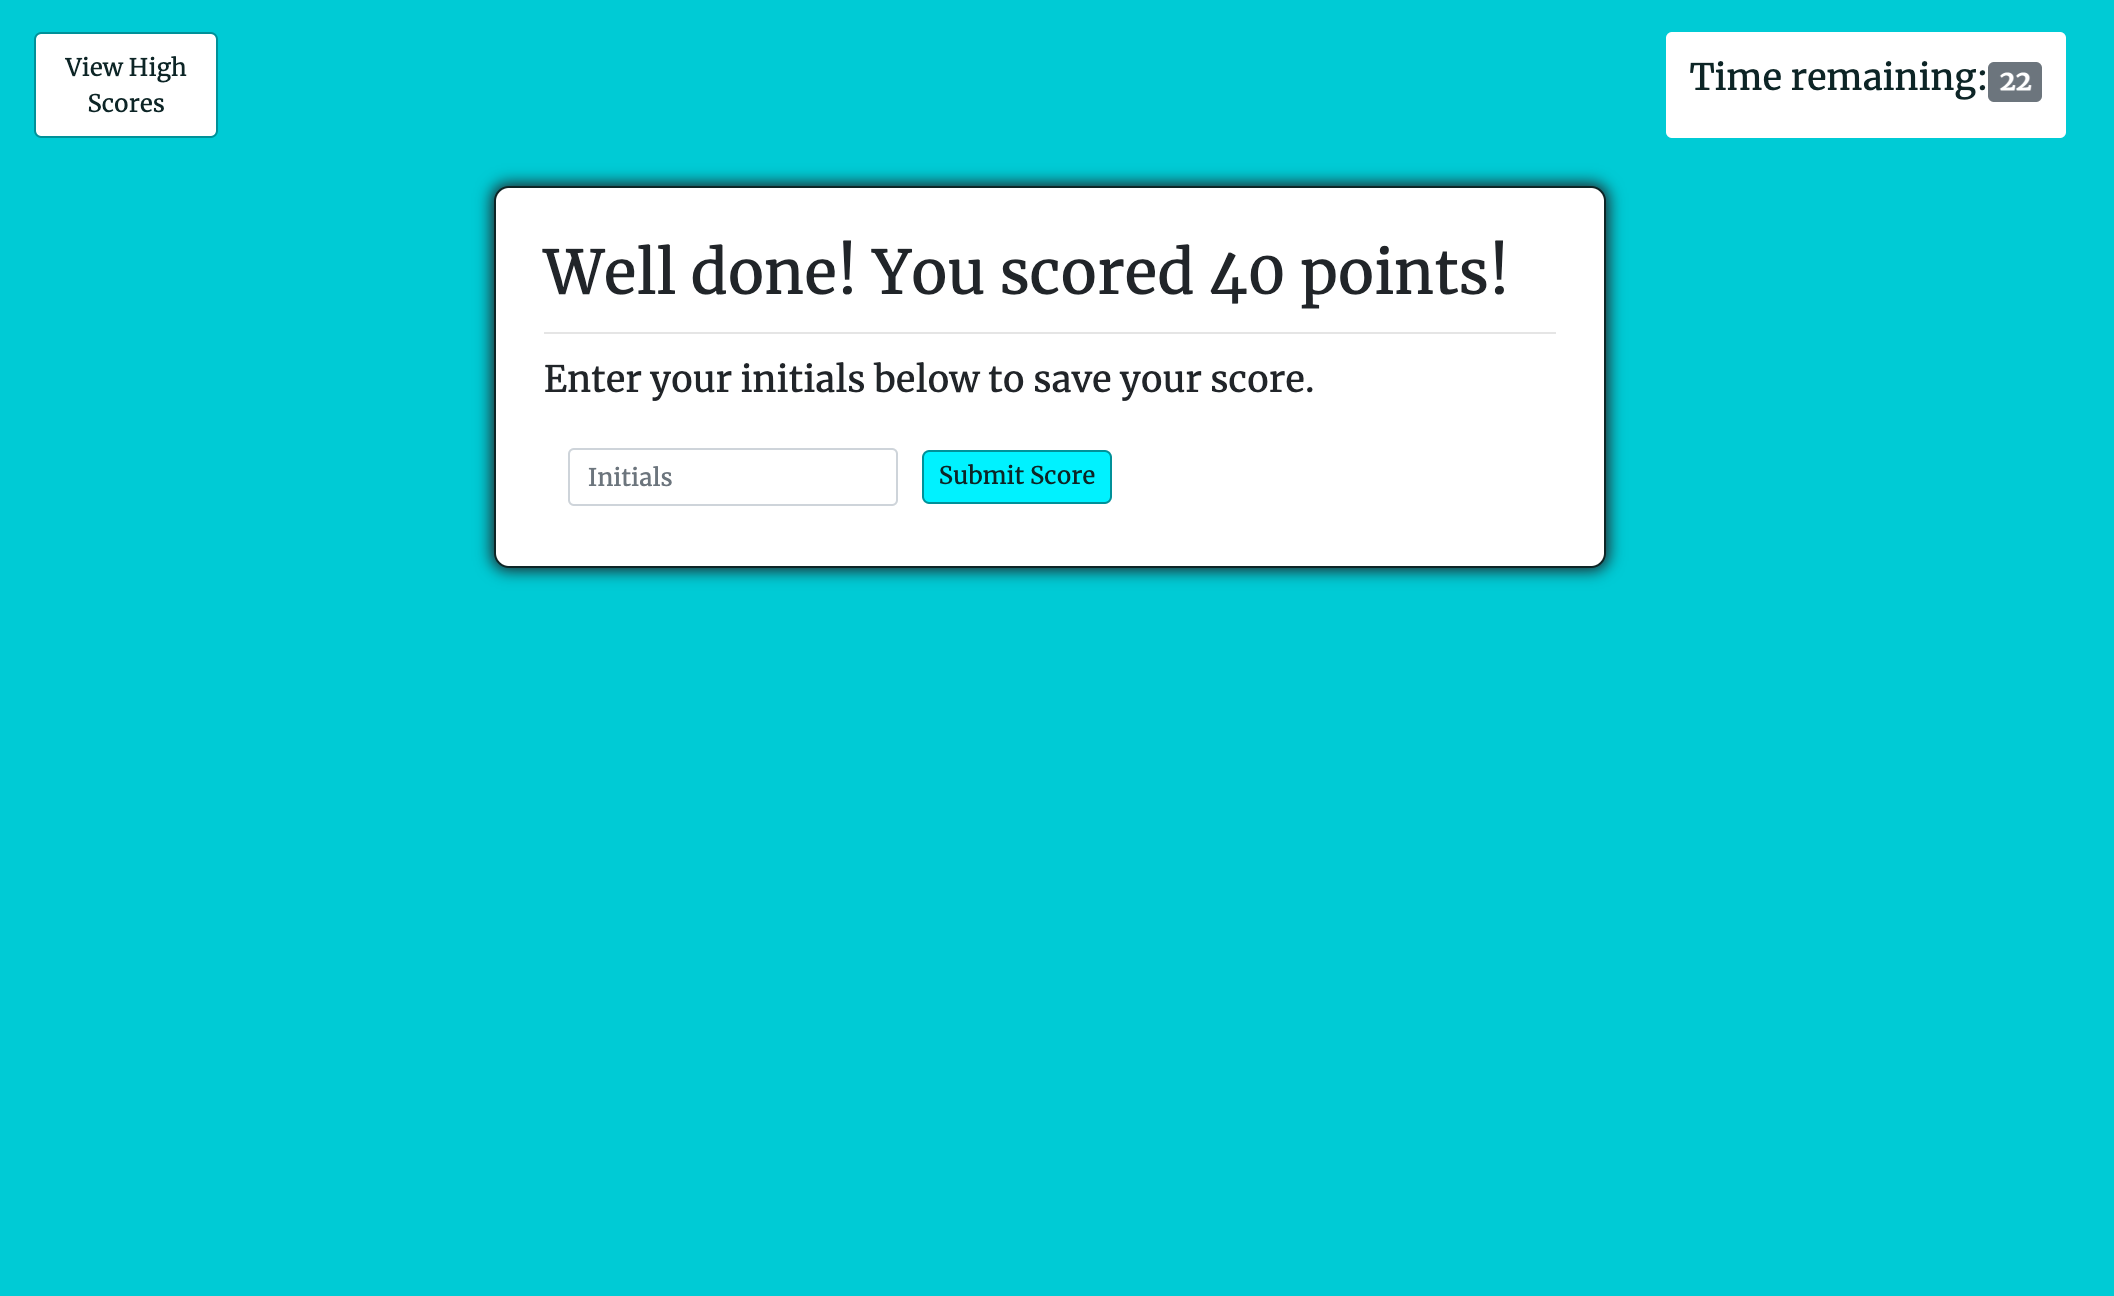 View High
Scores
Time remaining: 22
Well done! You scored 40 points!
Enter your initials below to save your score.
Initials
Submit Score